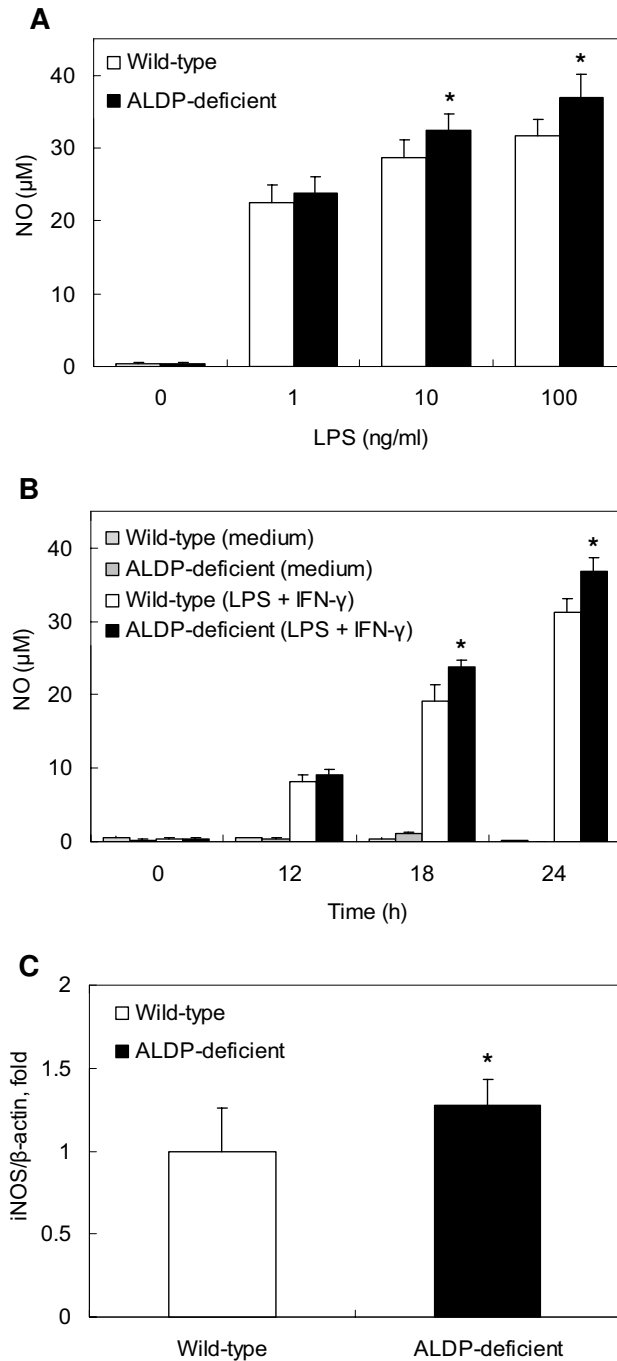 A
Wild-type
ALDP-deficient
*
*
40
30
20
10
0
NO (µM)
0 1 10 100
LPS (ng/ml)
B
Wild-type (medium)
ALDP-deficient (medium)
Wild-type (LPS + IFN-γ)
ALDP-deficient (LPS + IFN-γ)
*
*
40
30
20
10
0
NO (µM)
0 12 18 24
Time (h)
C
Wild-type
ALDP-deficient
*
2
1.5
1
0.5
0
iNOS/β-actin, fold
Wild-type ALDP-deficient